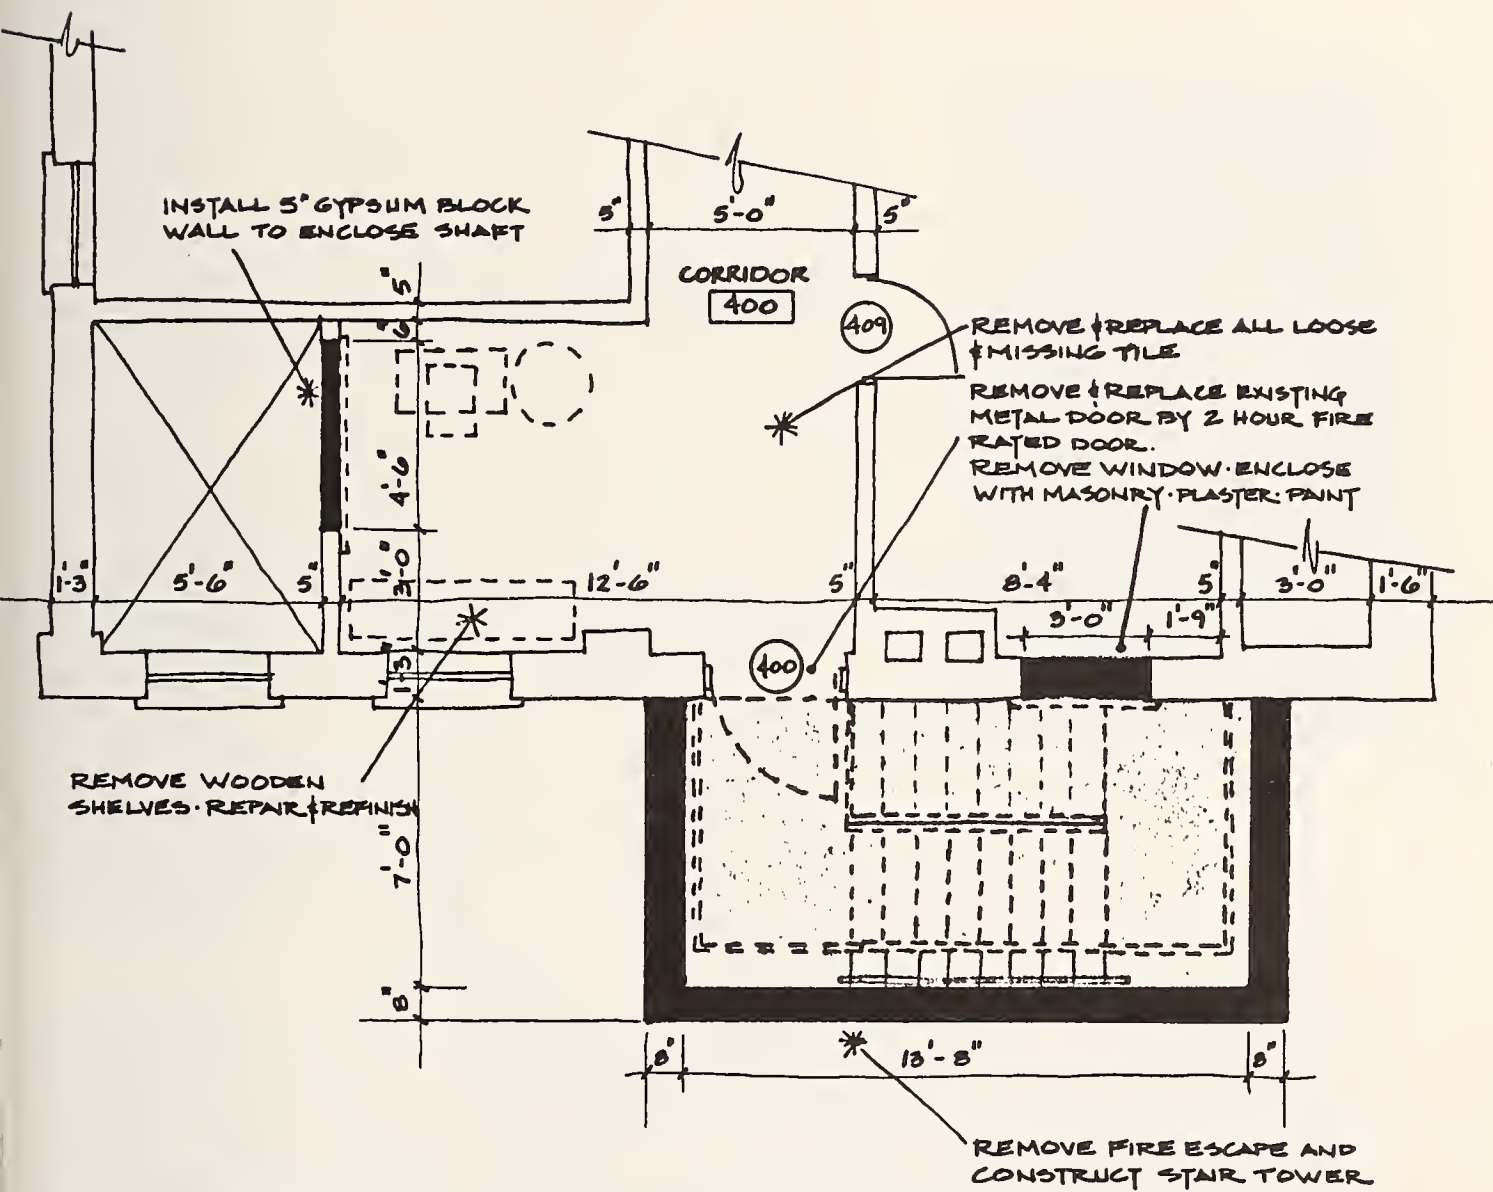 INSTALL 5" GYPSUM BLOCK
WALL TO ENCLOSE SHAFT
5" 5'-0" 5"
CORRIDOR
400
409
REMOVE & REPLACE ALL LOOSE
& MISSING TILE
REMOVE & REPLACE EXISTING
METAL DOOR BY 2 HOUR FIRE
RATED DOOR.
REMOVE WINDOW·ENCLOSE
WITH MASONRY·PLASTER·PAINT
5"
6"
4'-6"
3'-0"
1'-3"
7'-0"
8"
1'-3" 5'-6" 5" 12'-6" 5" 8'-4" 5" 3'-0" 1'-6"
3'-0" 1'-9"
400
REMOVE WOODEN
SHELVES·REPAIR & REFINISH
8" 13'-8" 8"
REMOVE FIRE ESCAPE AND
CONSTRUCT STAIR TOWER